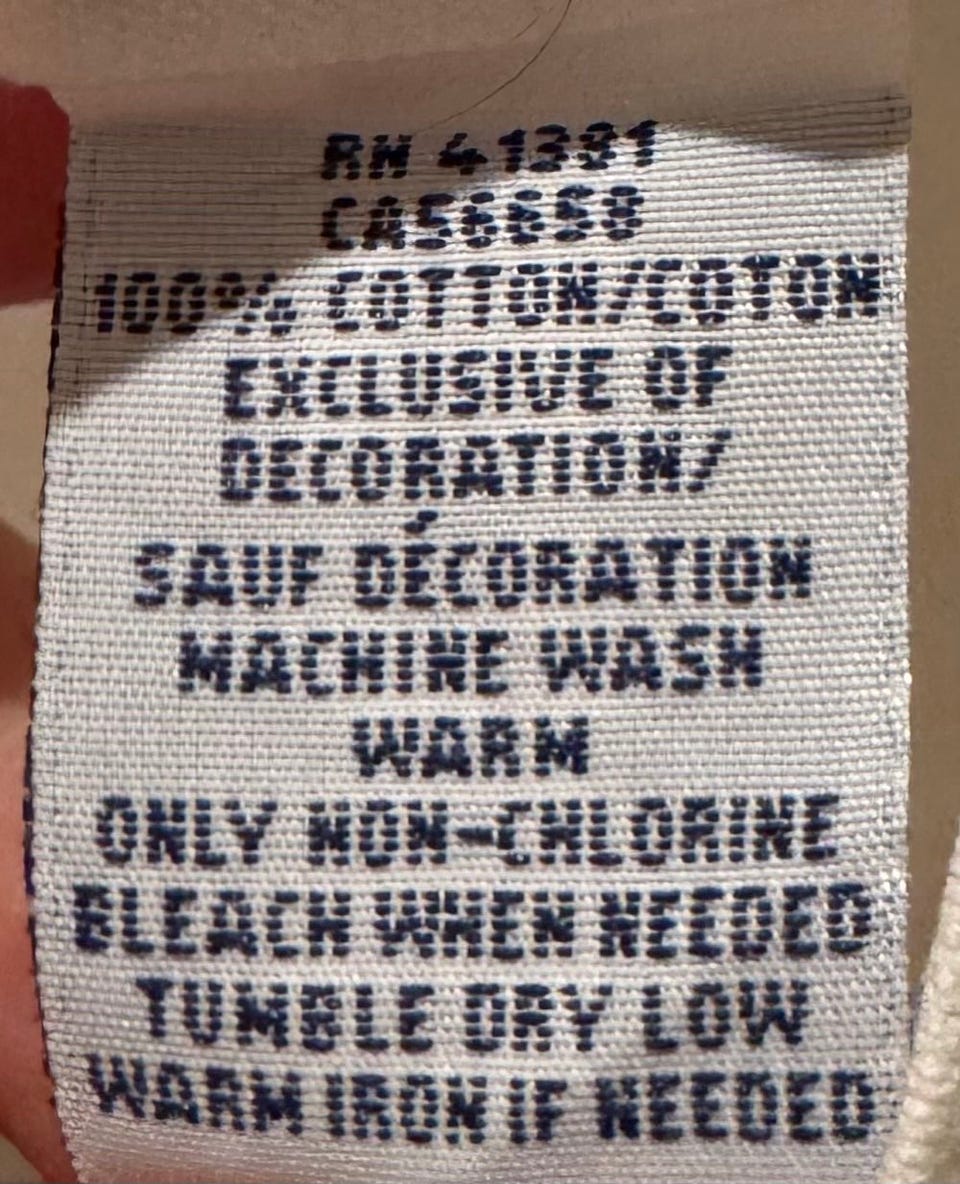 RN 41381
CA56658
100% COTTON/COTON
EXCLUSIVE OF
DECORATION/
SAUF DÉCORATION
MACHINE WASH
WARM
ONLY NON-CHLORINE
BLEACH WHEN NEEDED
TUMBLE DRY LOW
WARM IRON IF NEEDED